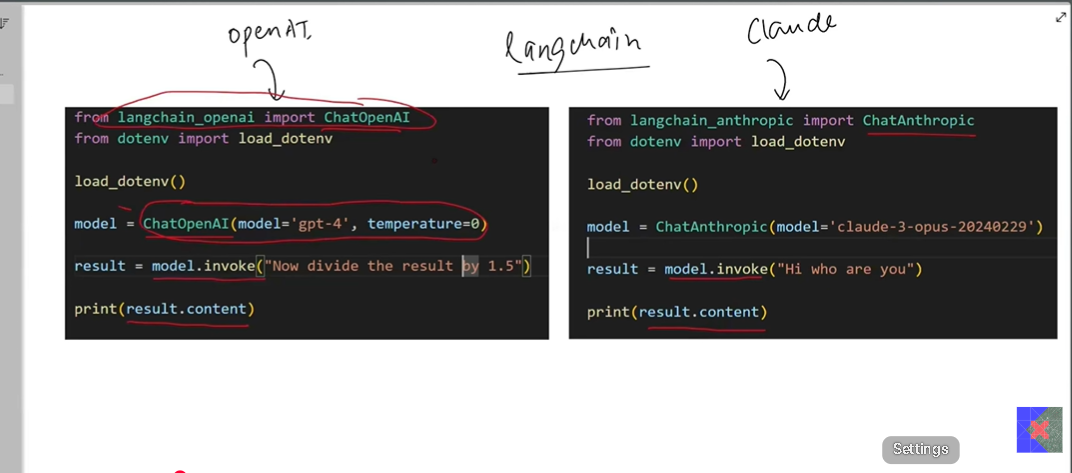 openAI
langchain
Claude
from langchain_openai import ChatOpenAI
from dotenv import load_dotenv
load_dotenv()
model = ChatOpenAI(model='gpt-4', temperature=0)
result = model.invoke("Now divide the result by 1.5")
print(result.content)
from langchain_anthropic import ChatAnthropic
from dotenv import load_dotenv
load_dotenv()
model = ChatAnthropic(model='claude-3-opus-20240229')
result = model.invoke("Hi who are you")
print(result.content)
Settings